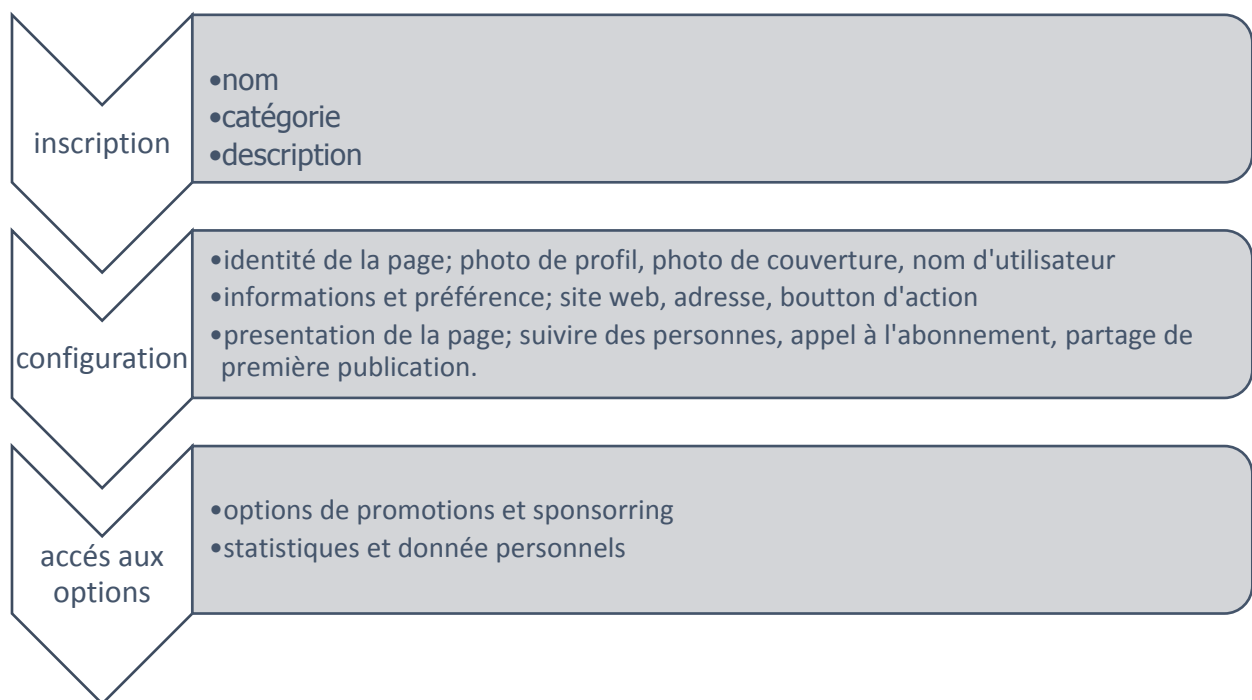 inscription
•nom
•catégorie
•description
configuration
•identité de la page; photo de profil, photo de couverture, nom d'utilisateur
•informations et préférence; site web, adresse, boutton d'action
•presentation de la page; suivire des personnes, appel à l'abonnement, partage de
première publication.
accés aux
options
•options de promotions et sponsorring
•statistiques et donnée personnels